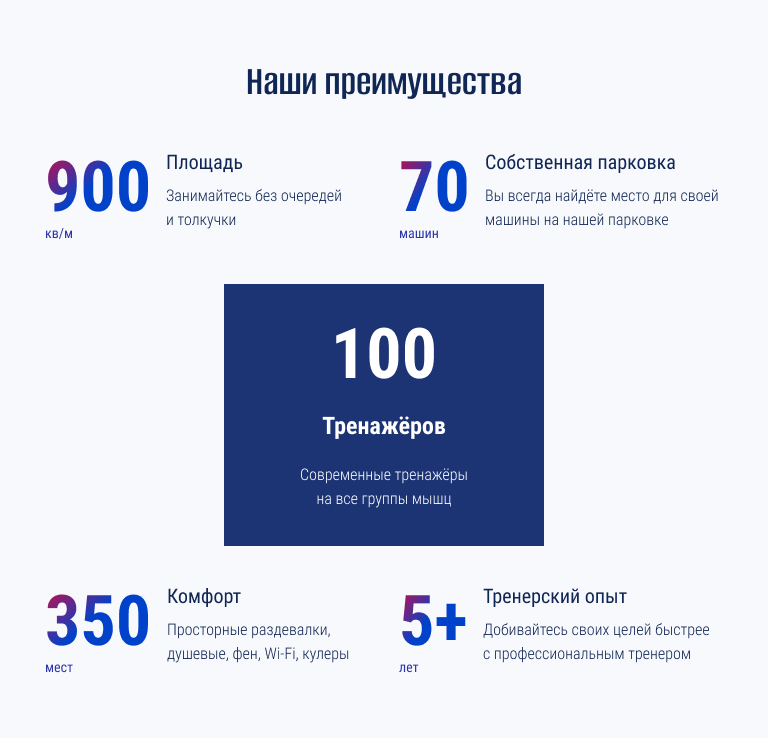 Наши преимущества
900
кв/м
Площадь
Занимайтесь без очередей
и толкучки
70
машин
Собственная парковка
Вы всегда найдёте место для своей
машины на нашей парковке
100
Тренажёров
Современные тренажёры
на все группы мышц
350
мест
Комфорт
Просторные раздевалки,
душевые, фен, Wi-Fi, кулеры
5+
лет
Тренерский опыт
Добивайтесь своих целей быстрее
с профессиональным тренером